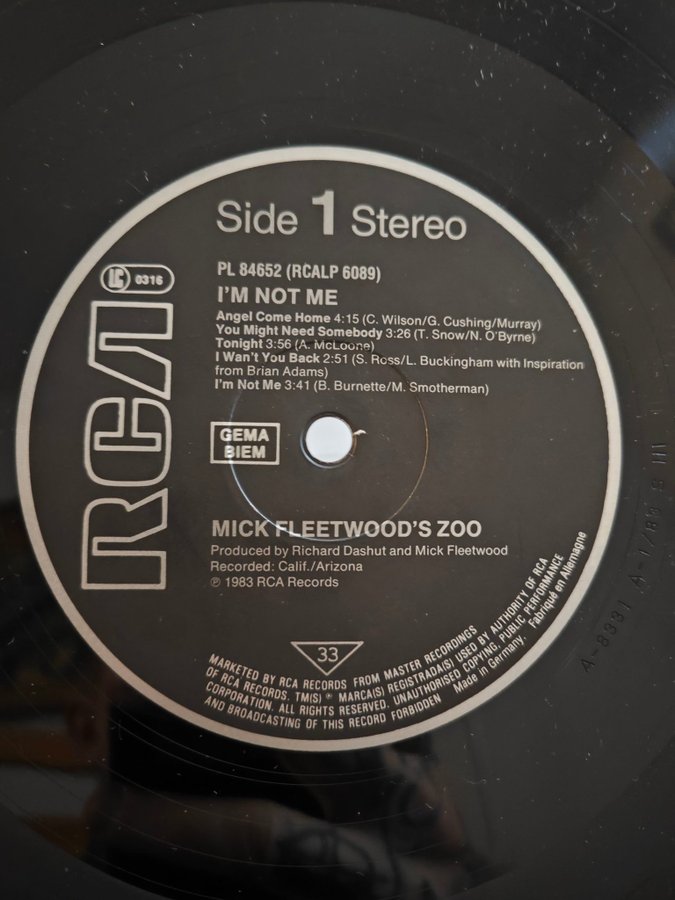 Side 1 Stereo
PL 84652 (RCALP 6089)
I'M NOT ME
Angel Come Home 4:15 (C. Wilson/G. Cushing/Murray)
You Might Need Somebody 3:26 (T. Snow/N. O'Byrne)
Tonight 3:56 (A. McLoone)
I Wan't You Back 2:51 (S. Ross/L. Buckingham with Inspiration
from Brian Adams)
I'm Not Me 3:41 (B. Burnette/M. Smotherman)
LC 0316
RCA
GEMA
BIEM
MICK FLEETWOOD'S ZOO
Produced by Richard Dashut and Mick Fleetwood
Recorded: Calif./Arizona
℗ 1983 RCA Records
33
MARKETED BY RCA RECORDS FROM MASTER RECORDINGS
OF RCA RECORDS. TM(S) ® MARCA(S) REGISTRADA(S) USED BY AUTHORITY OF RCA
CORPORATION. ALL RIGHTS RESERVED. UNAUTHORISED COPYING, PUBLIC PERFORMANCE
AND BROADCASTING OF THIS RECORD FORBIDDEN Made in Germany. Fabriqué en Allemagne
A-8331 A-1/83 S